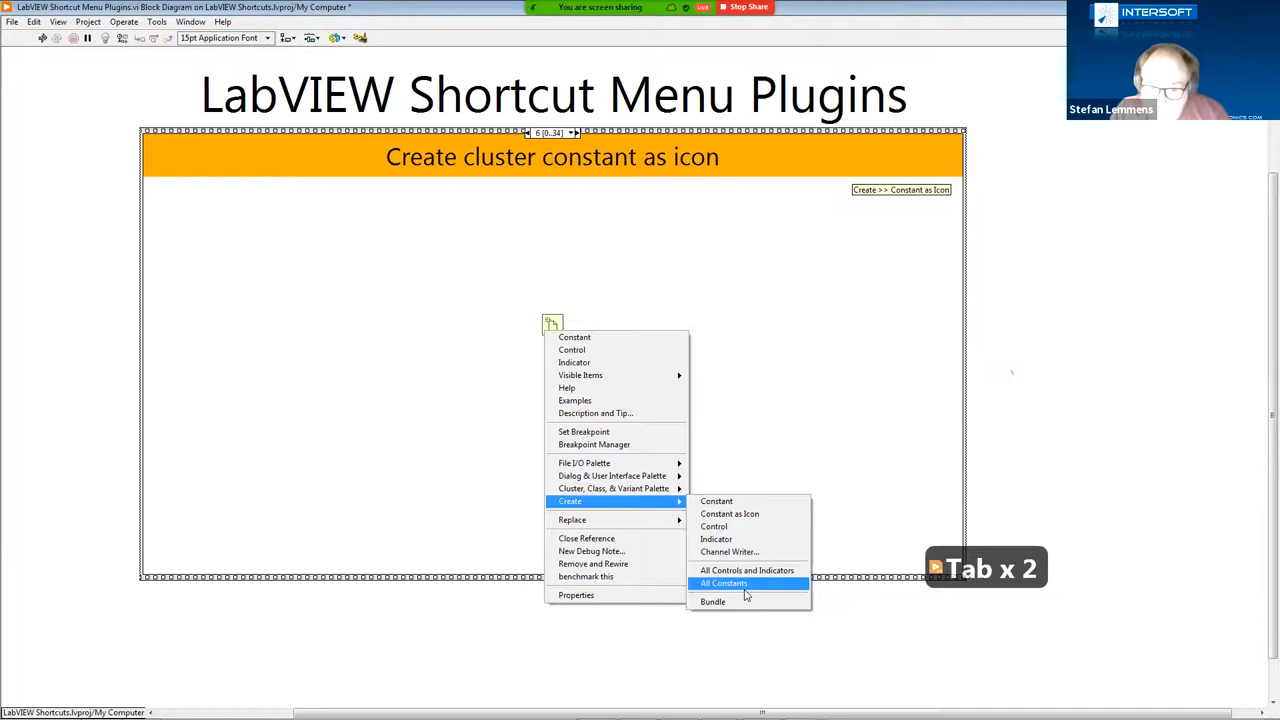 LabVIEW Shortcut Menu Plugins.vi Block Diagram on LabVIEW Shortcuts.lvproj/My Computer *
You are screen sharing
LIVE
Stop Share
File Edit View Project Operate Tools Window Help
15pt Application Font
INTERSOFT
Stefan Lemmens
LabVIEW Shortcut Menu Plugins
6 [0..34]
Create cluster constant as icon
Create >> Constant as Icon
Constant
Control
Indicator
Visible Items
Help
Examples
Description and Tip...
Set Breakpoint
Breakpoint Manager
File I/O Palette
Dialog & User Interface Palette
Cluster, Class, & Variant Palette
Create
Replace
Close Reference
New Debug Note...
Remove and Rewire
benchmark this
Properties
Constant
Constant as Icon
Control
Indicator
Channel Writer...
All Controls and Indicators
All Constants
Bundle
Tab x 2
LabVIEW Shortcuts.lvproj/My Computer